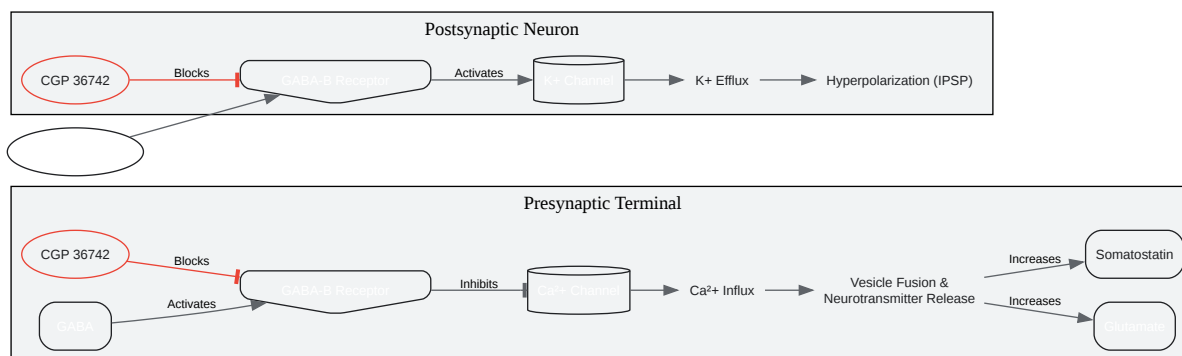 Postsynaptic Neuron
CGP 36742
Blocks
GABA-B Receptor
Activates
K+ Channel
K+ Efflux
Hyperpolarization (IPSP)
Presynaptic Terminal
CGP 36742
Blocks
GABA
Activates
GABA-B Receptor
Inhibits
Ca²+ Channel
Ca²+ Influx
Vesicle Fusion &
Neurotransmitter Release
Increases
Somatostatin
Increases
Glutamate